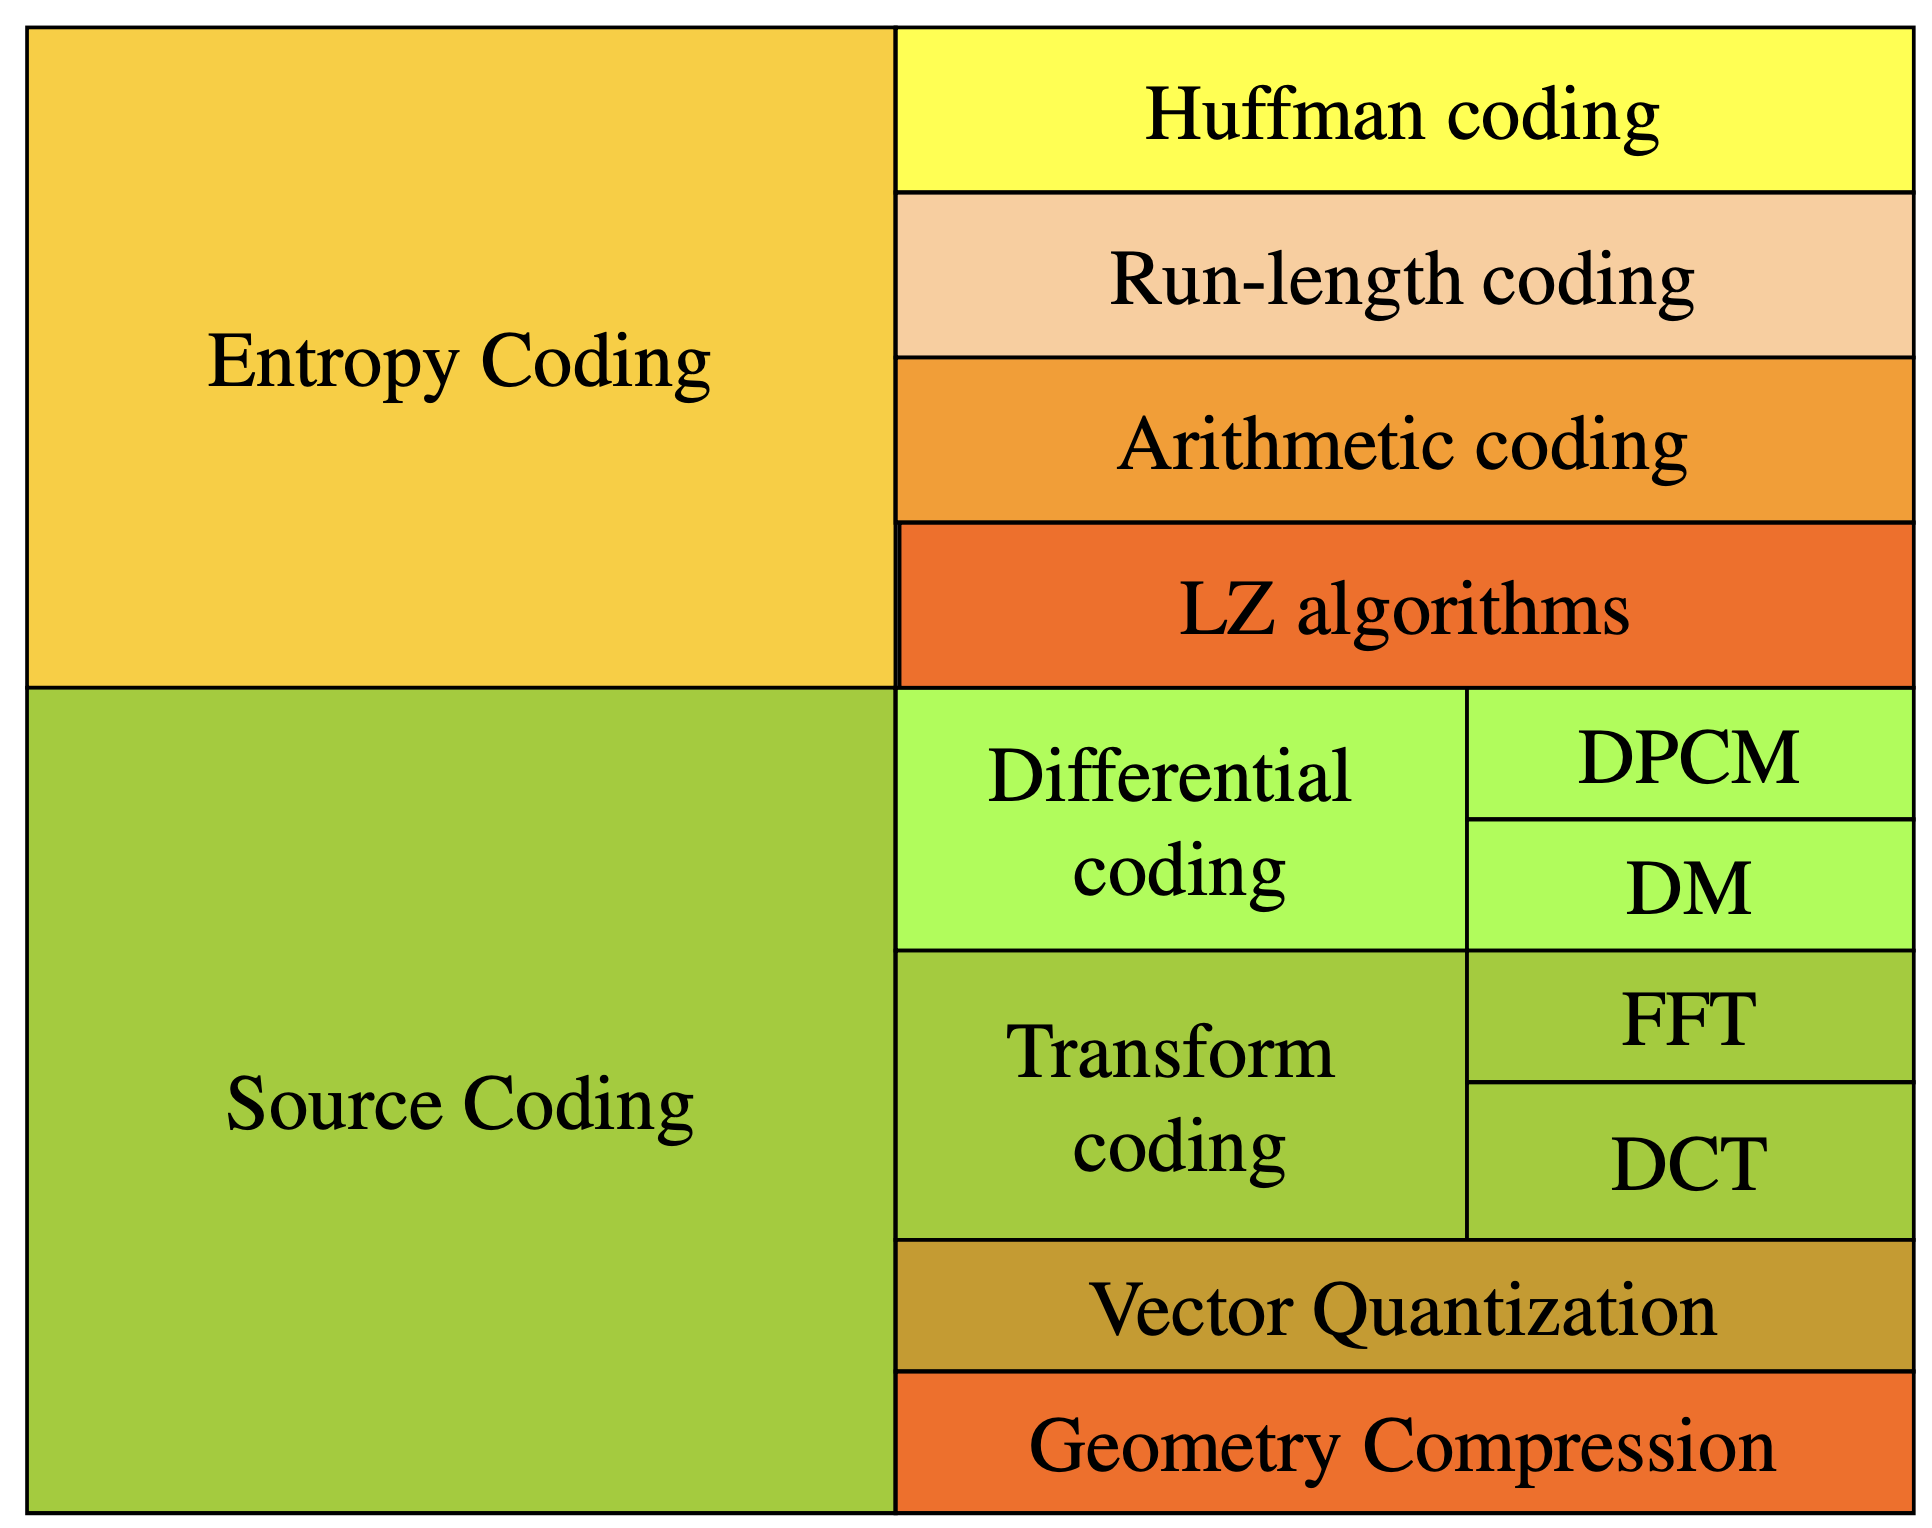 Entropy Coding
Huffman coding
Run-length coding
Arithmetic coding
LZ algorithms
Source Coding
Differential
coding
DPCM
DM
Transform
coding
FFT
DCT
Vector Quantization
Geometry Compression